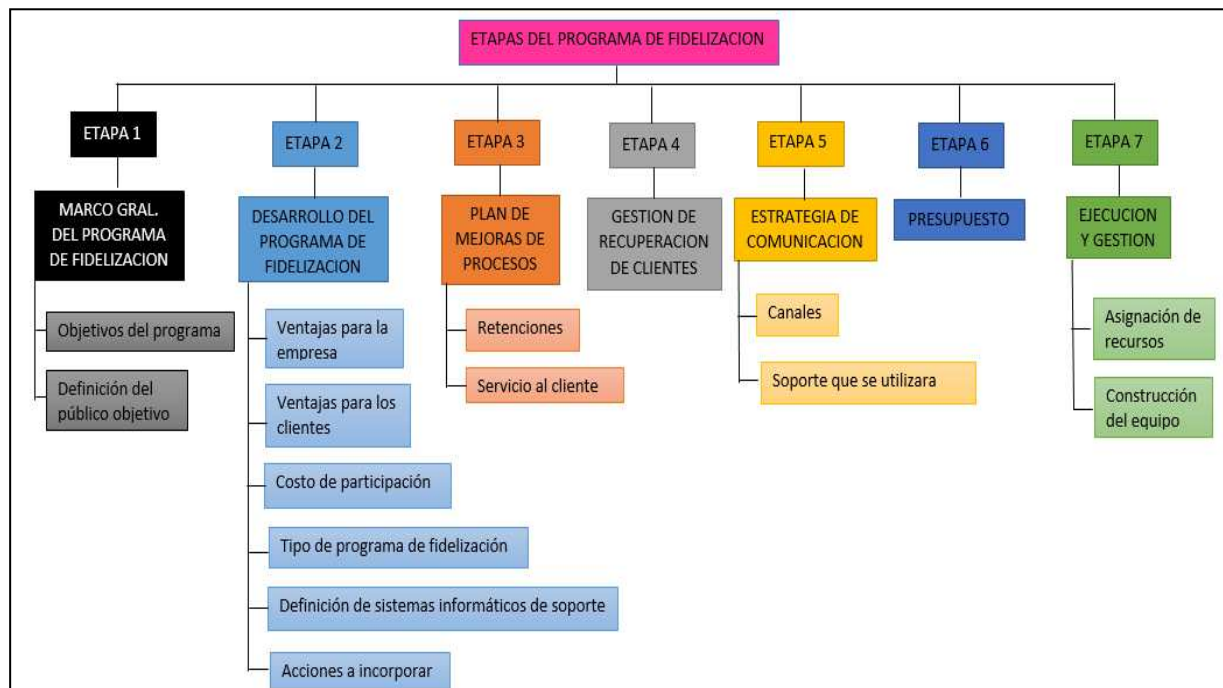 ETAPAS DEL PROGRAMA DE FIDELIZACION
ETAPA 1
MARCO GRAL.
DEL PROGRAMA
DE FIDELIZACION
Objetivos del programa
Definición del
público objetivo
ETAPA 2
DESARROLLO DEL
PROGRAMA DE
FIDELIZACION
Ventajas para la
empresa
Ventajas para los
clientes
Costo de participación
Tipo de programa de fidelización
Definición de sistemas informáticos de soporte
Acciones a incorporar
ETAPA 3
PLAN DE
MEJORAS DE
PROCESOS
Retenciones
Servicio al cliente
ETAPA 4
GESTION DE
RECUPERACION
DE CLIENTES
ETAPA 5
ESTRATEGIA DE
COMUNICACION
Canales
Soporte que se utilizara
ETAPA 6
PRESUPUESTO
ETAPA 7
EJECUCION
Y GESTION
Asignación de
recursos
Construcción
del equipo